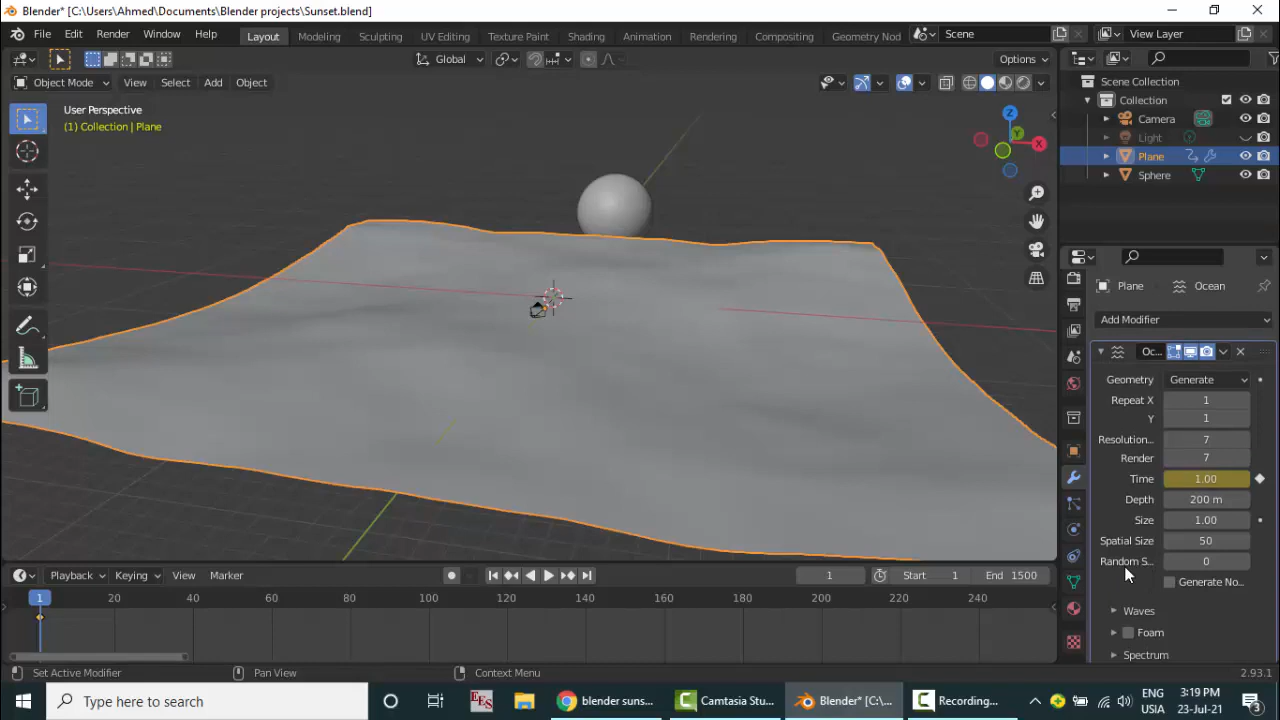 Blender* [C:\Users\Ahmed\Documents\Blender projects\Sunset.blend]
File Edit Render Window Help Layout Modeling Sculpting UV Editing Texture Paint Shading Animation Rendering Compositing Geometry Nod Scene View Layer
Global Options
Object Mode View Select Add Object
User Perspective
(1) Collection | Plane
Z
Y
X
Scene Collection
Collection
Camera
Light
Plane
Sphere
Plane Ocean
Add Modifier
Oc...
Geometry Generate
Repeat X 1
Y 1
Resolution... 7
Render 7
Time 1.00
Depth 200 m
Size 1.00
Spatial Size 50
Random S... 0
Generate No...
Waves
Foam
Spectrum
Playback Keying View Marker 1 Start 1 End 1500
1 20 40 60 80 100 120 140 160 180 200 220 240
Set Active Modifier Pan View Context Menu 2.93.1
Type here to search
EES
blender suns...
Camtasia Stu...
Blender* [C:\...
Recording...
ENG
USIA
3:19 PM
23-Jul-21
3